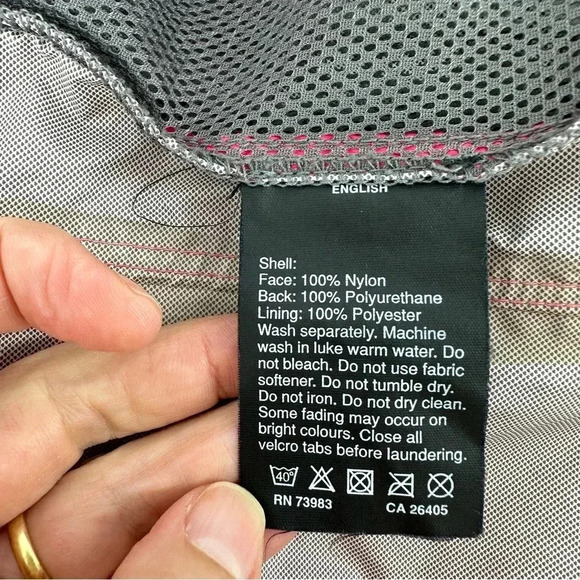 ENGLISH
Shell:
Face: 100% Nylon
Back: 100% Polyurethane
Lining: 100% Polyester
Wash separately. Machine
wash in luke warm water. Do
not bleach. Do not use fabric
softener. Do not tumble dry.
Do not iron. Do not dry clean.
Some fading may occur on
bright colours. Close all
velcro tabs before laundering.
40°
RN 73983 CA 26405